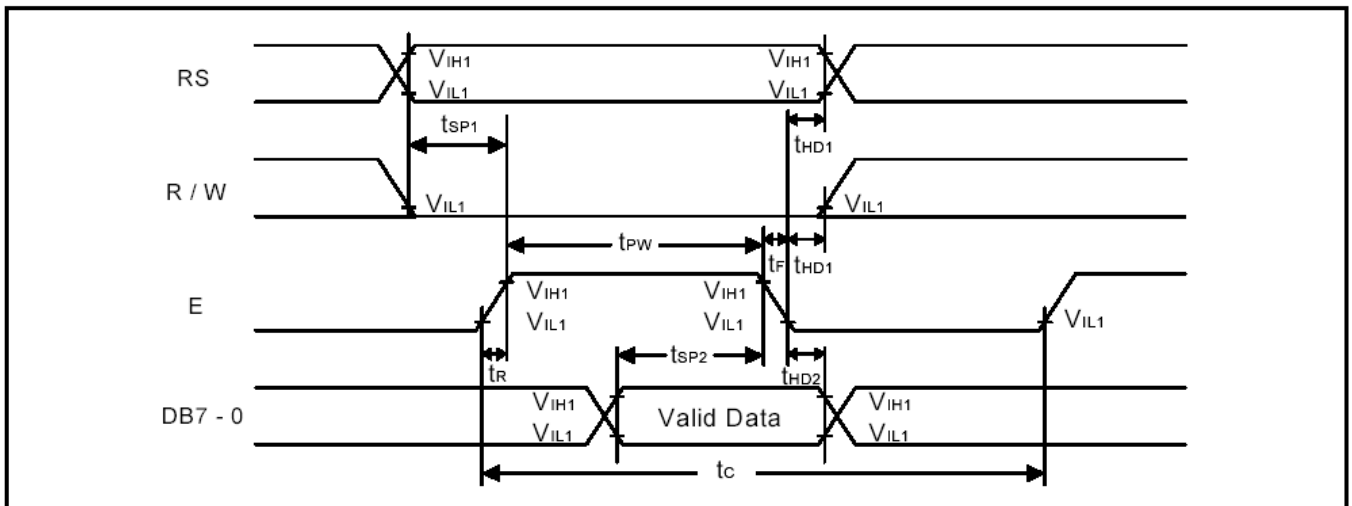 RS
VIH1
VIH1
VIL1
VIL1
tSP1
tHD1
R / W
VIL1
VIL1
tPW
tF
tHD1
E
VIH1
VIH1
VIL1
VIL1
VIL1
tR
tSP2
tHD2
DB7 - 0
VIH1
Valid Data
VIH1
VIL1
VIL1
tC